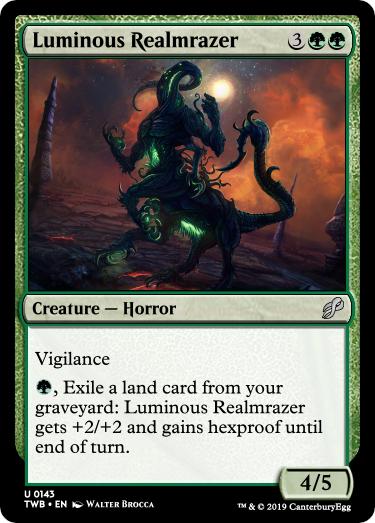 Luminous Realmrazer 3
Creature — Horror
Vigilance
, Exile a land card from your
graveyard: Luminous Realmrazer
gets +2/+2 and gains hexproof until
end of turn.
4/5
U 0143
TWB • EN Walter Brocca
™ & © 2019 CanterburyEgg